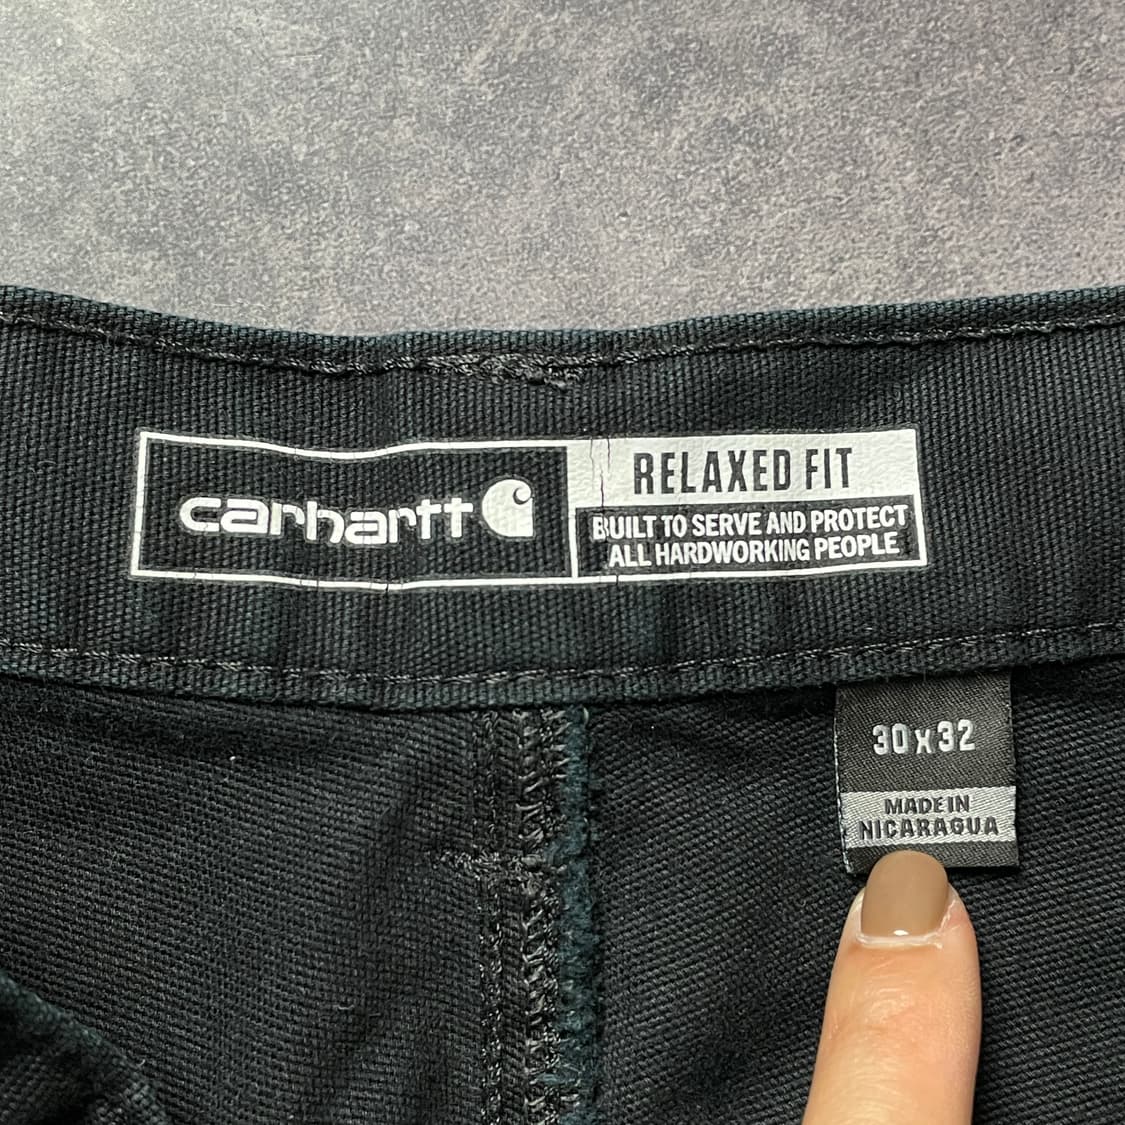 carhartt
RELAXED FIT
BUILT TO SERVE AND PROTECT
ALL HARDWORKING PEOPLE
30x32
MADE IN
NICARAGUA